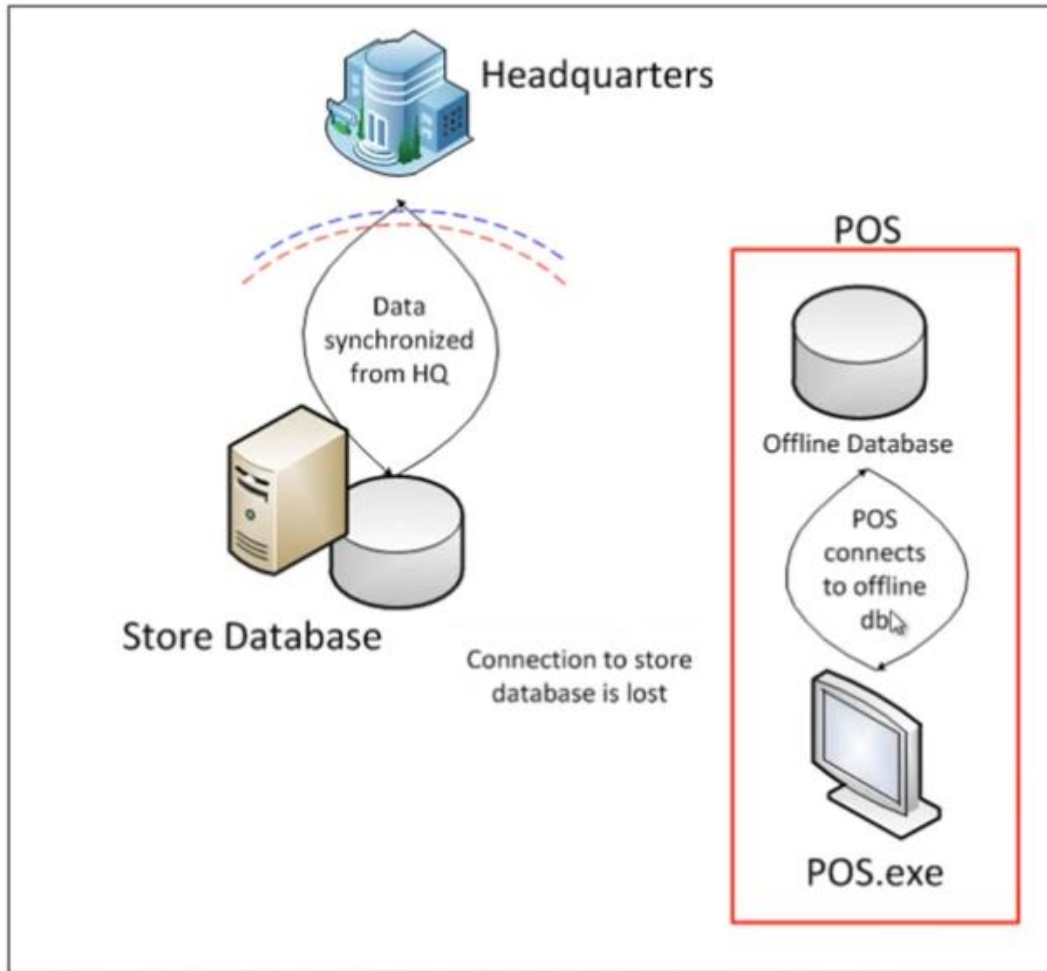 Headquarters
Data
synchronized
from HQ
Store Database
Connection to store
database is lost
POS
Offline Database
POS
connects
to offline
db
POS.exe